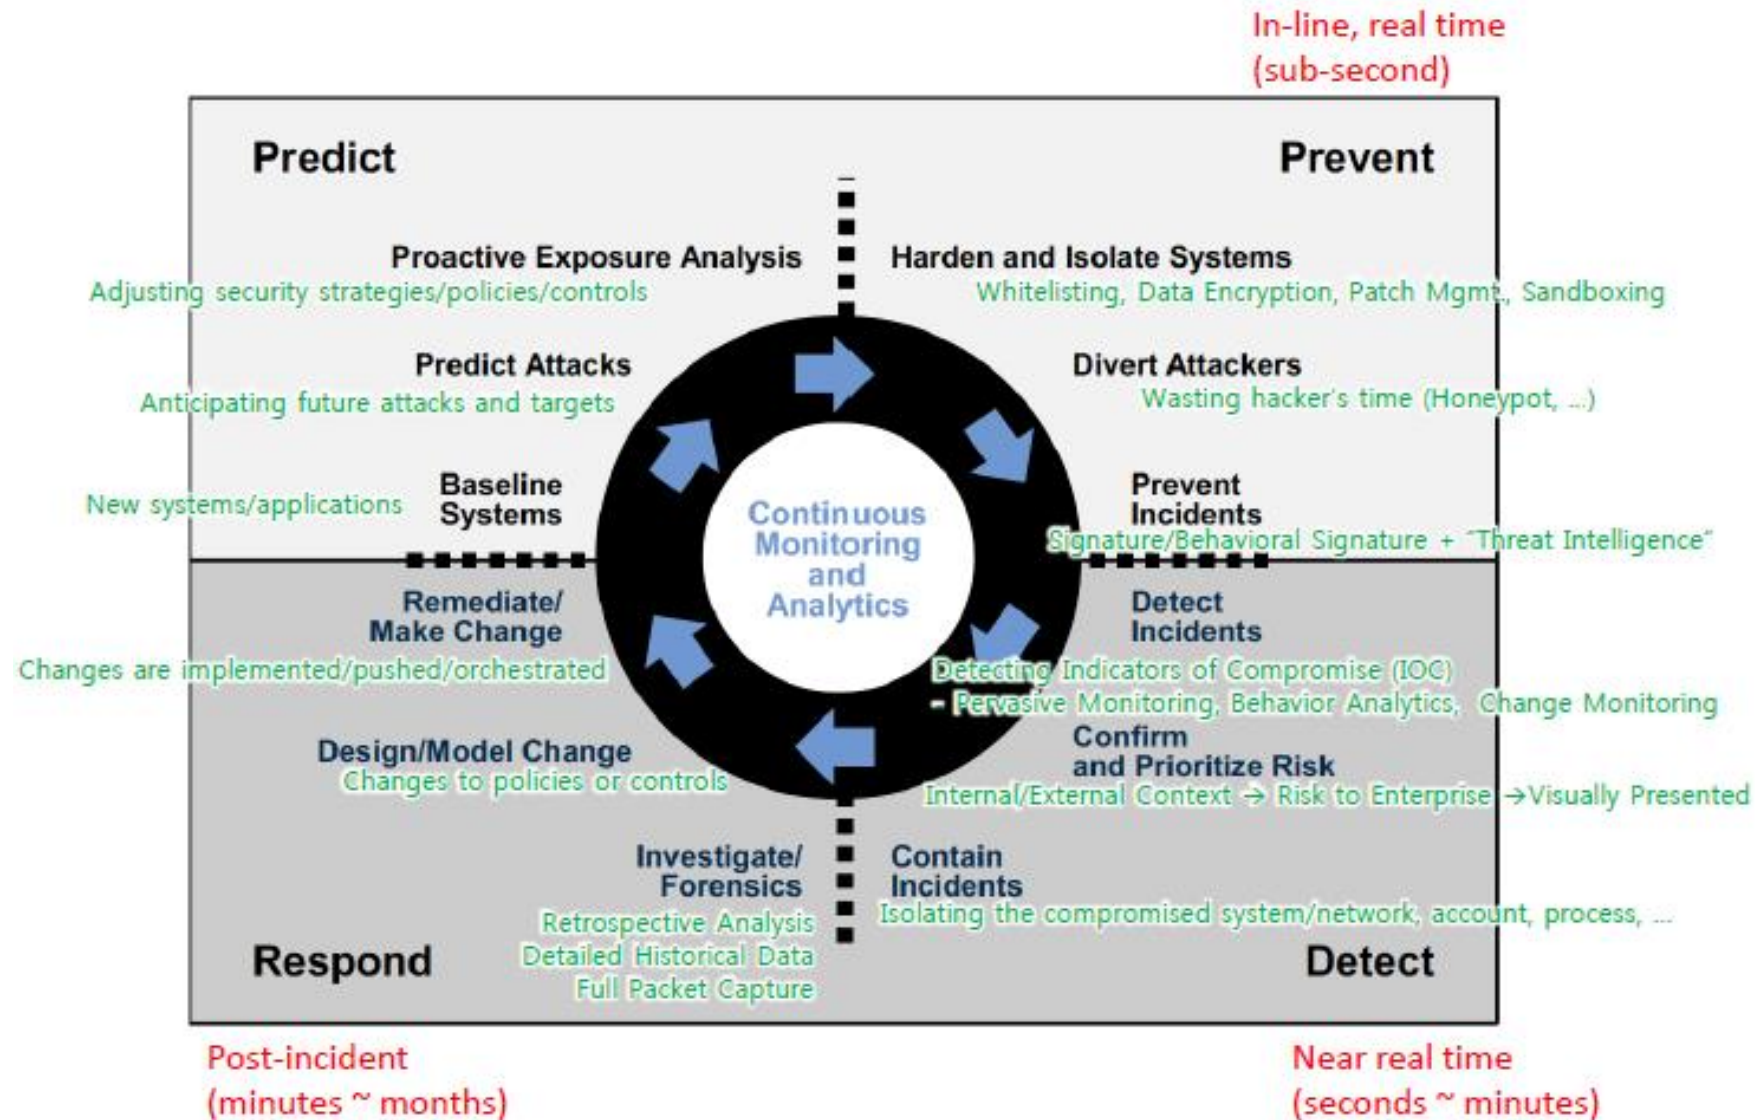 In-line, real time
(sub-second)
Predict
Prevent
Proactive Exposure Analysis
Adjusting security strategies/policies/controls
Harden and Isolate Systems
Whitelisting, Data Encryption, Patch Mgmt., Sandboxing
Predict Attacks
Anticipating future attacks and targets
Divert Attackers
Wasting hacker's time (Honeypot, ...)
Baseline
Systems
New systems/applications
Prevent
Incidents
Signature/Behavioral Signature + "Threat Intelligence"
Continuous
Monitoring
and
Analytics
Remediate/
Make Change
Changes are implemented/pushed/orchestrated
Detect
Incidents
Detecting Indicators of Compromise (IOC)
- Pervasive Monitoring, Behavior Analytics, Change Monitoring
Design/Model Change
Changes to policies or controls
Confirm
and Prioritize Risk
Internal/External Context → Risk to Enterprise →Visually Presented
Investigate/
Forensics
Retrospective Analysis
Detailed Historical Data
Full Packet Capture
Contain
Incidents
Isolating the compromised system/network, account, process, ...
Respond
Detect
Post-incident
(minutes ~ months)
Near real time
(seconds ~ minutes)